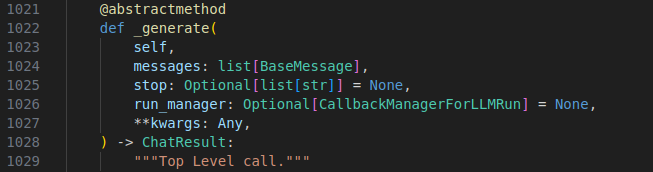 1021 @abstractmethod
1022 def _generate(
1023 self,
1024 messages: list[BaseMessage],
1025 stop: Optional[list[str]] = None,
1026 run_manager: Optional[CallbackManagerForLLMRun] = None,
1027 **kwargs: Any,
1028 ) -> ChatResult:
1029 """Top Level call."""